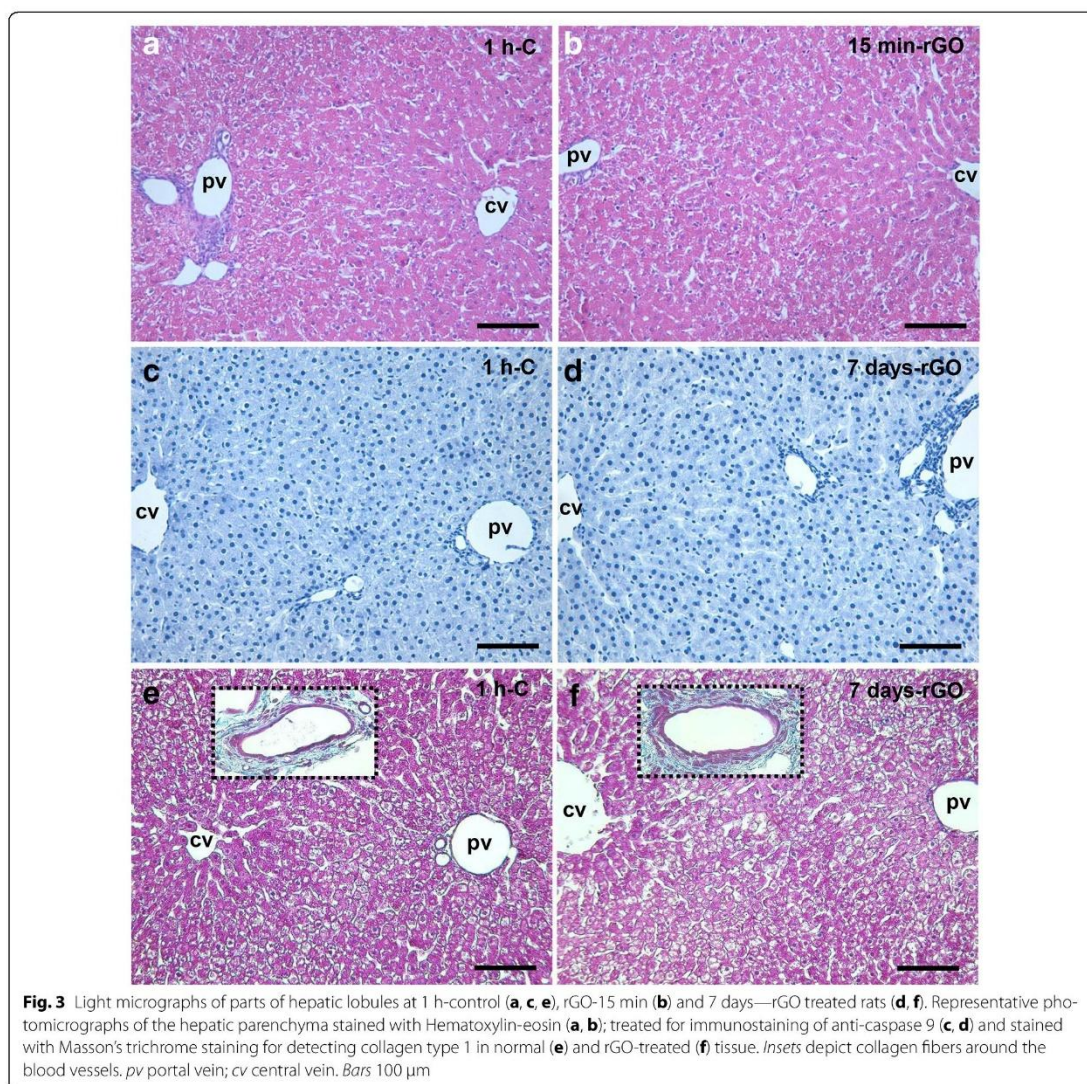 a
1 h-C
pv
cv
b
15 min-rGO
pv
cv
c
1 h-C
cv
pv
d
7 days-rGO
cv
pv
e
1 h-C
cv
pv
f
7 days-rGO
cv
pv
Fig. 3 Light micrographs of parts of hepatic lobules at 1 h-control (a, c, e), rGO-15 min (b) and 7 days—rGO treated rats (d, f). Representative pho-
tomicrographs of the hepatic parenchyma stained with Hematoxylin-eosin (a, b); treated for immunostaining of anti-caspase 9 (c, d) and stained
with Masson's trichrome staining for detecting collagen type 1 in normal (e) and rGO-treated (f) tissue. Insets depict collagen fibers around the
blood vessels. pv portal vein; cv central vein. Bars 100 µm